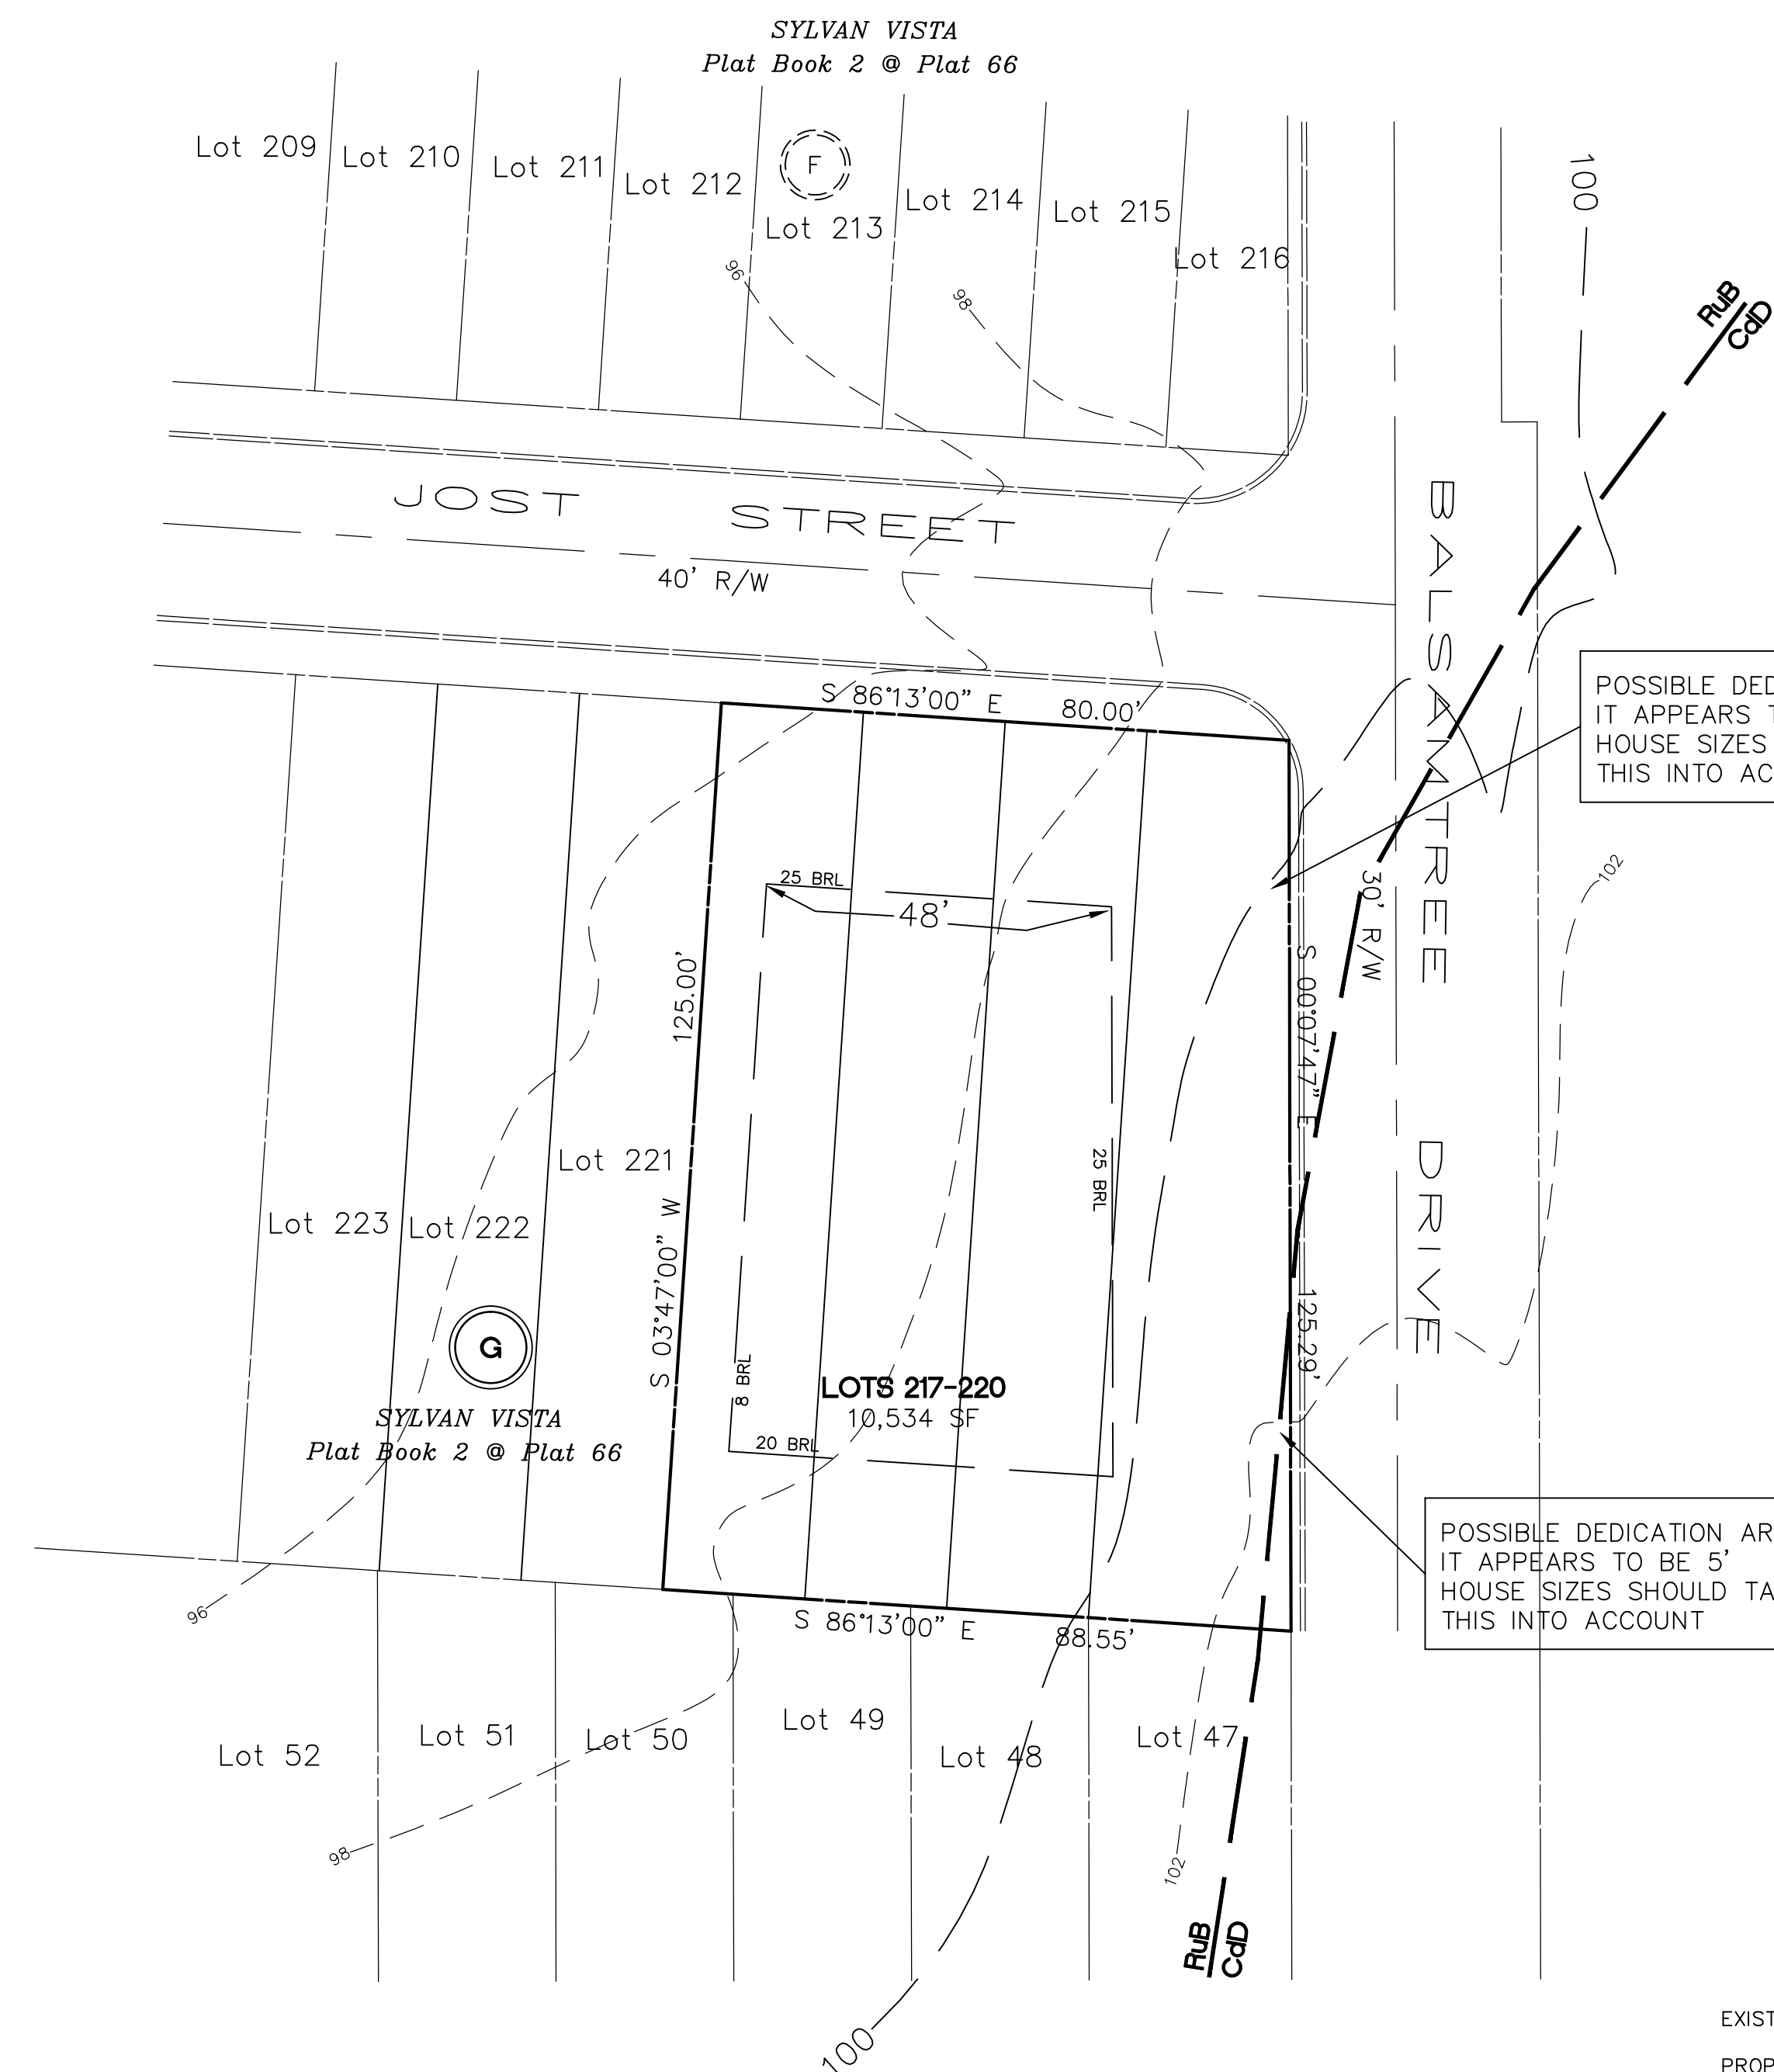 SYLVAN VISTA
Plat Book 2 @ Plat 66
Lot 209
Lot 210
Lot 211
Lot 212
F
Lot 213
Lot 214
Lot 215
Lot 216
100
96
98
RuB
CdD
JOST STREET
40' R/W
BALSAMTREE DRIVE
30' R/W
S 86°13'00" E 80.00'
POSSIBLE DED
IT APPEARS T
HOUSE SIZES
THIS INTO AC
102
25 BRL
48'
125.00'
S 03°47'00" W
S 00°07'47" E
125.29'
25 BRL
8 BRL
20 BRL
LOTS 217-220
10,534 SF
Lot 221
Lot 222
Lot 223
G
SYLVAN VISTA
Plat Book 2 @ Plat 66
POSSIBLE DEDICATION AR
IT APPEARS TO BE 5'
HOUSE SIZES SHOULD TA
THIS INTO ACCOUNT
96
S 86°13'00" E 88.55'
Lot 52
Lot 51
Lot 50
Lot 49
Lot 48
Lot 47
98
102
RuB
CdD
100
EXIST
PROP